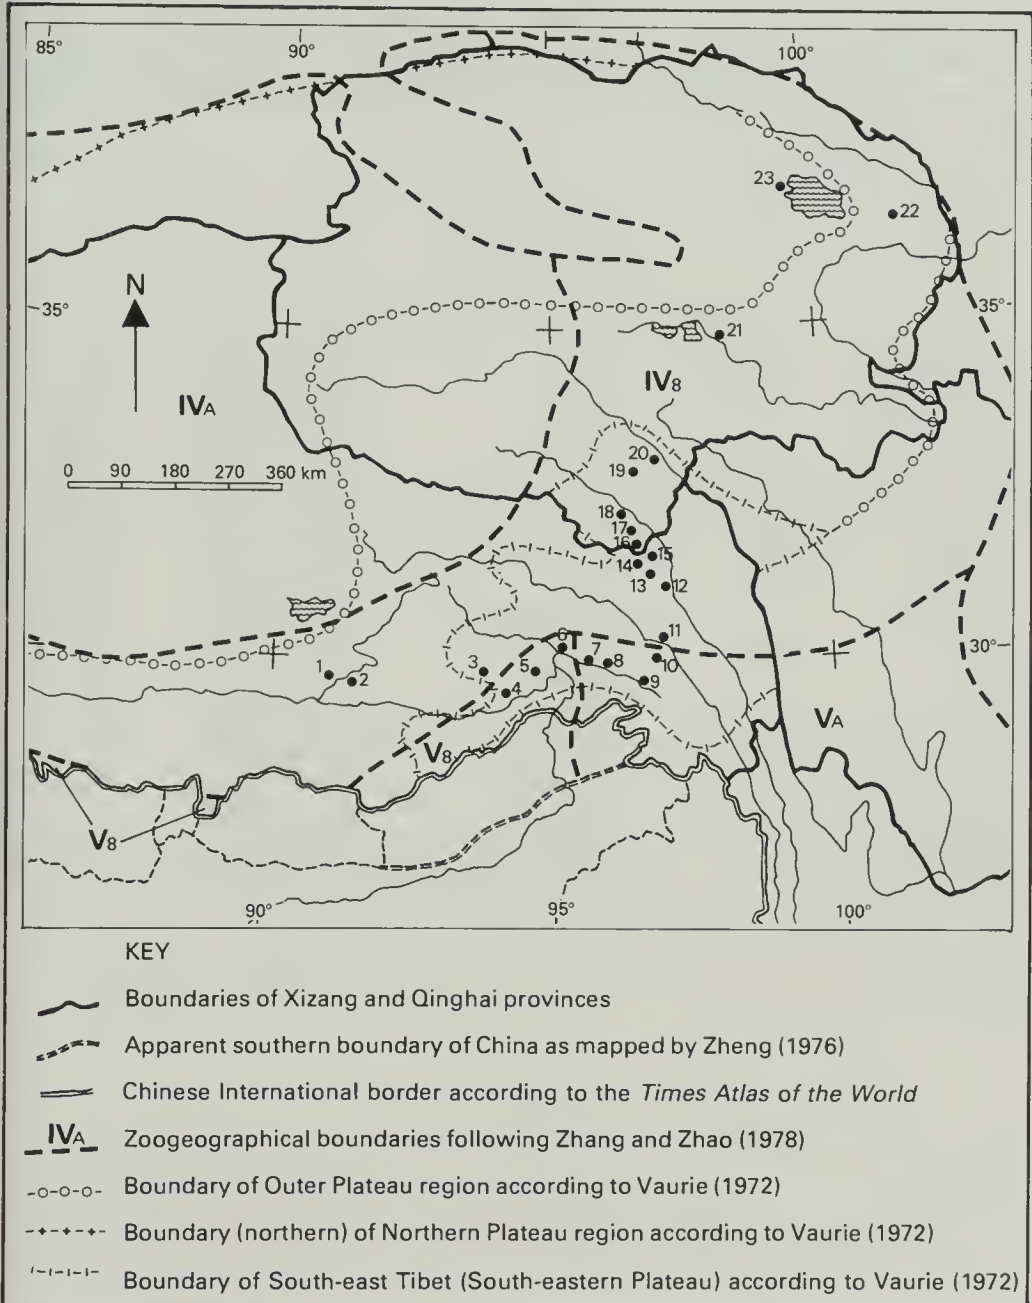 85° 90° 100°
23
22
N
35° 35°
21
IVA IV8
0 90 180 270 360 km
20
19
18
17
16
15
14
13
12
11
6
7
30°
1
2
3
5
8
10
4
9
V8
VA
V8
90° 95° 100°
KEY
Boundaries of Xizang and Qinghai provinces
Apparent southern boundary of China as mapped by Zheng (1976)
Chinese International border according to the Times Atlas of the World
IVA Zoogeographical boundaries following Zhang and Zhao (1978)
Boundary of Outer Plateau region according to Vaurie (1972)
Boundary (northern) of Northern Plateau region according to Vaurie (1972)
Boundary of South-east Tibet (South-eastern Plateau) according to Vaurie (1972)